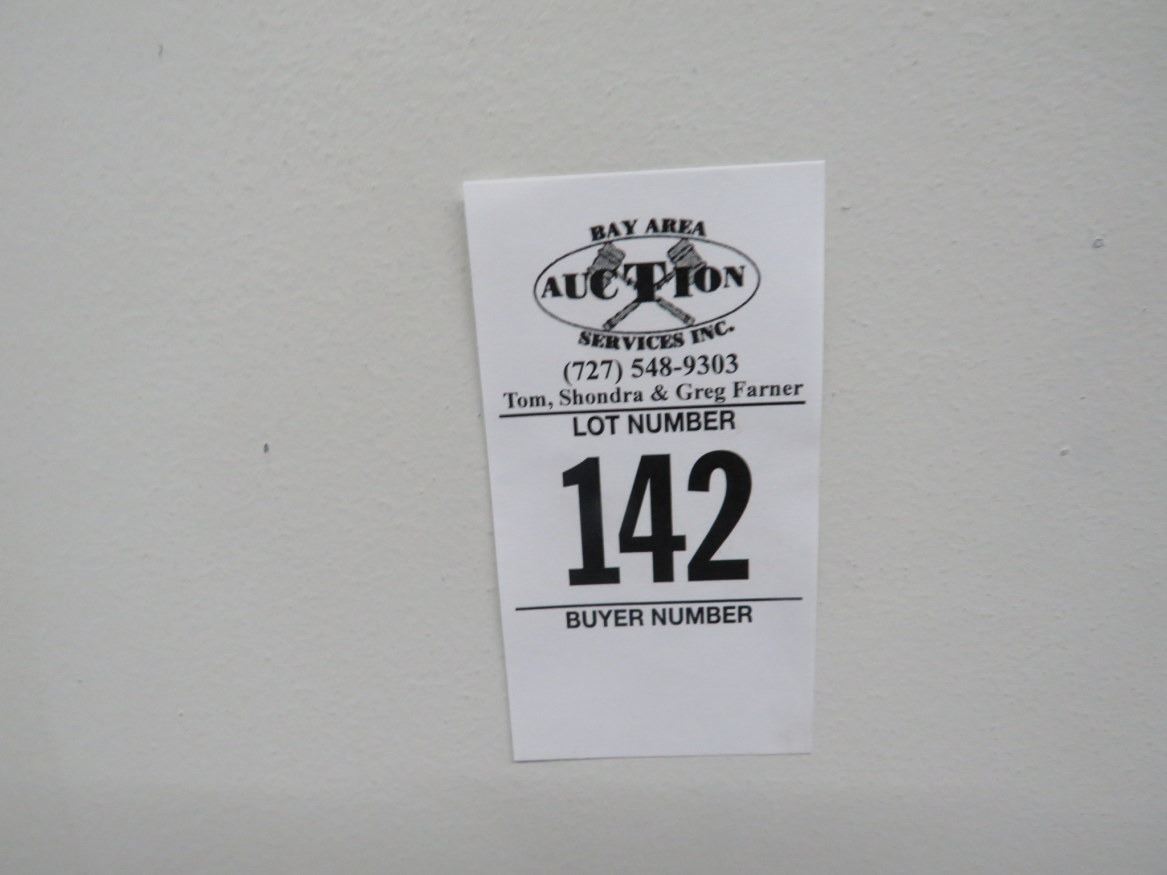 BAY AREA
AUCTION
SERVICES INC.
(727) 548-9303
Tom, Shondra & Greg Farner
LOT NUMBER
142
BUYER NUMBER